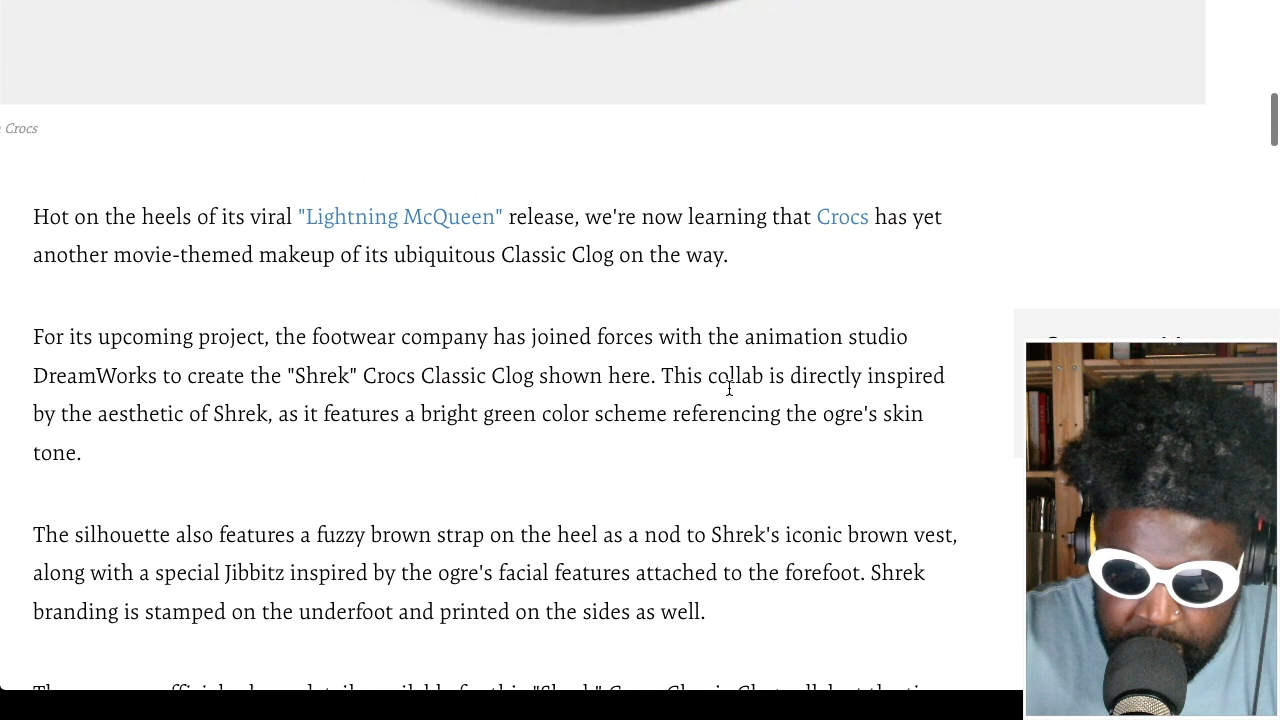 Crocs
Hot on the heels of its viral "Lightning McQueen" release, we're now learning that Crocs has yet
another movie-themed makeup of its ubiquitous Classic Clog on the way.
For its upcoming project, the footwear company has joined forces with the animation studio
DreamWorks to create the "Shrek" Crocs Classic Clog shown here. This collab is directly inspired
by the aesthetic of Shrek, as it features a bright green color scheme referencing the ogre's skin
tone.
The silhouette also features a fuzzy brown strap on the heel as a nod to Shrek's iconic brown vest,
along with a special Jibbitz inspired by the ogre's facial features attached to the forefoot. Shrek
branding is stamped on the underfoot and printed on the sides as well.